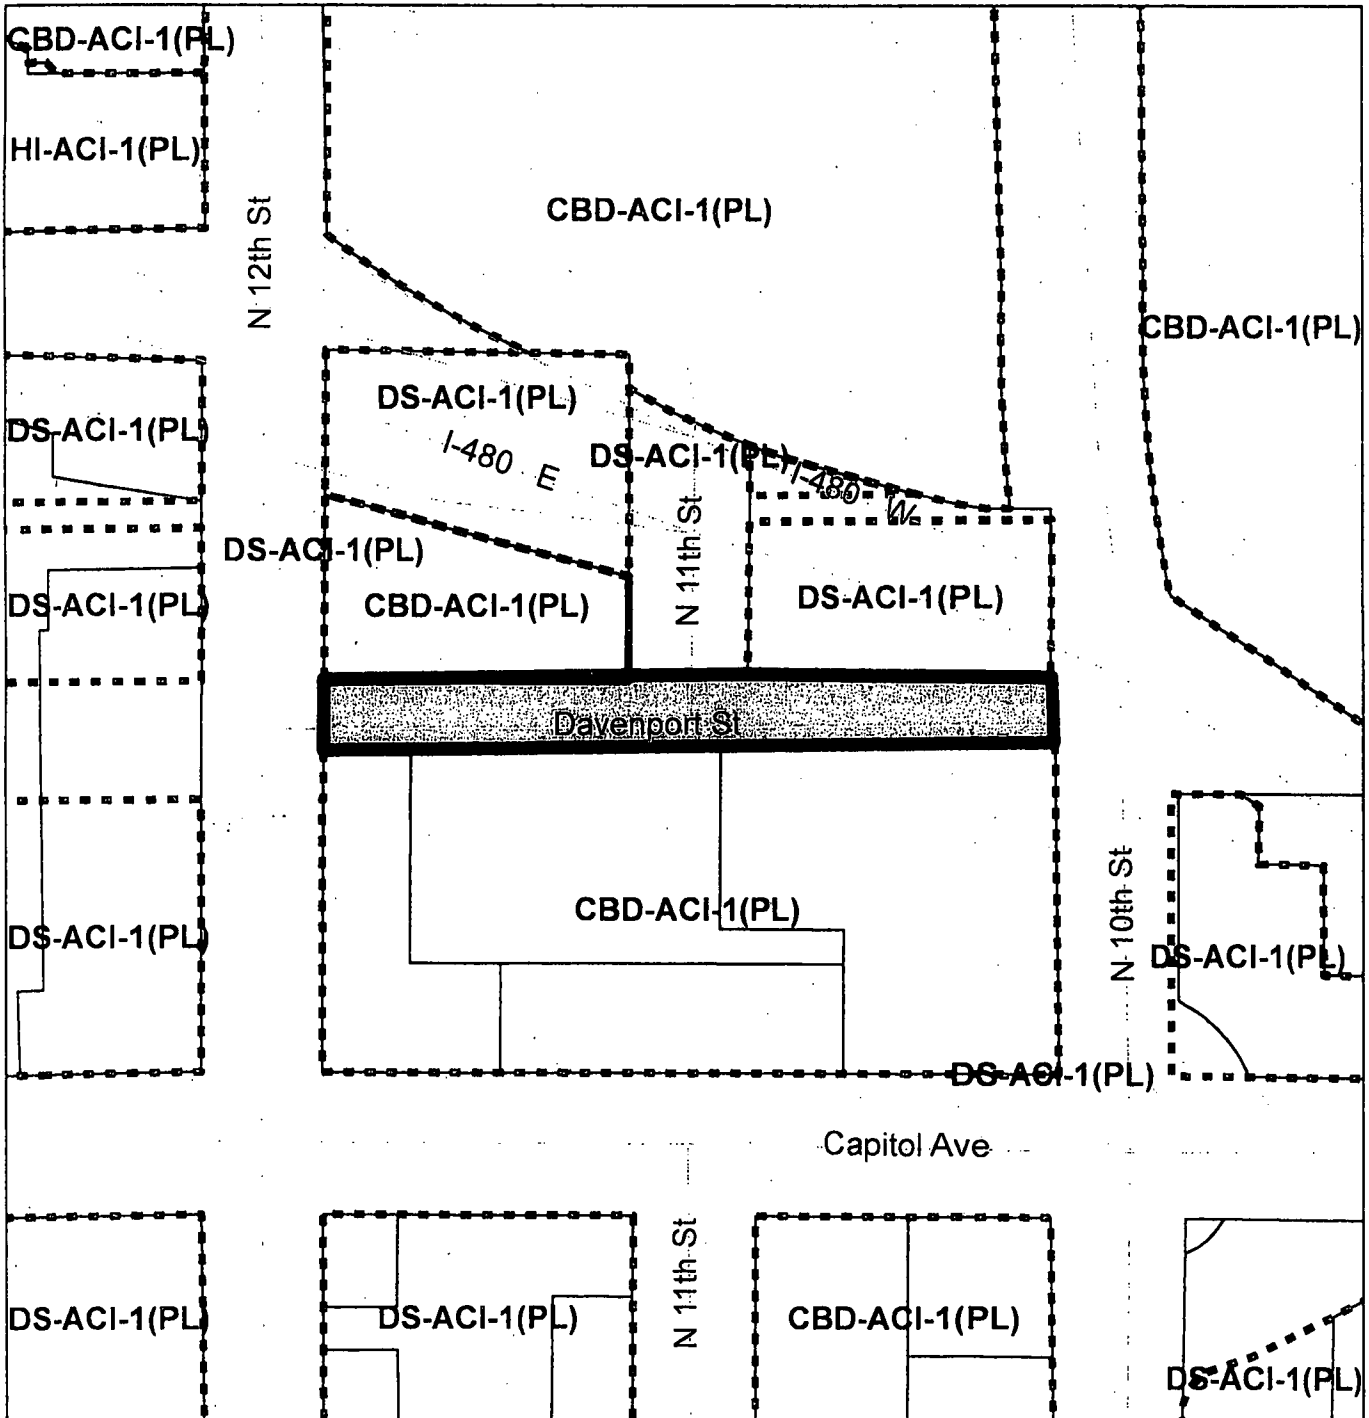 CBD-ACI-1(PL)
HI-ACI-1(PL)
N 12th St
CBD-ACI-1(PL)
CBD-ACI-1(PL)
DS-ACI-1(PL)
DS-ACI-1(PL)
I-480 E
DS-ACI-1(PL)
I-480 W
N 11th St
DS-ACI-1(PL)
DS-ACI-1(PL)
CBD-ACI-1(PL)
DS-ACI-1(PL)
Davenport St
CBD-ACI-1(PL)
N 10th St
DS-ACI-1(PL)
DS-ACI-1(PL)
DS-ACI-1(PL)
Capitol Ave
N 11th St
DS-ACI-1(PL)
DS-ACI-1(PL)
CBD-ACI-1(PL)
DS-ACI-1(PL)